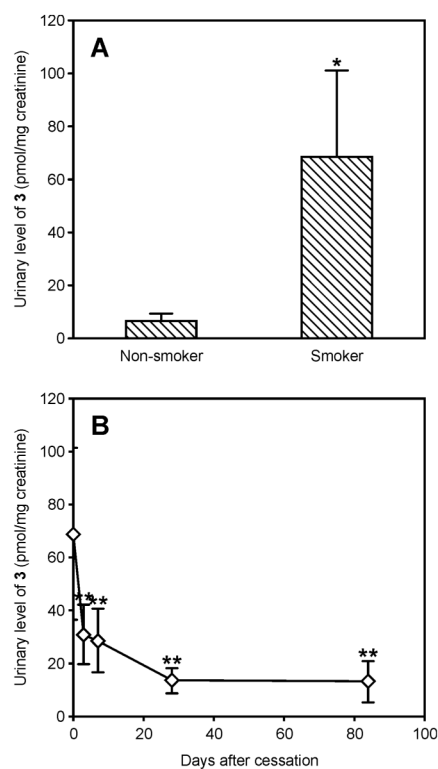 A
Urinary level of 3 (pmol/mg creatinine)
120
100
80
60
40
20
0
*
Non-smoker Smoker
B
Urinary level of 3 (pmol/mg creatinine)
120
100
80
60
40
20
0
** ** ** **
0 20 40 60 80 100
Days after cessation